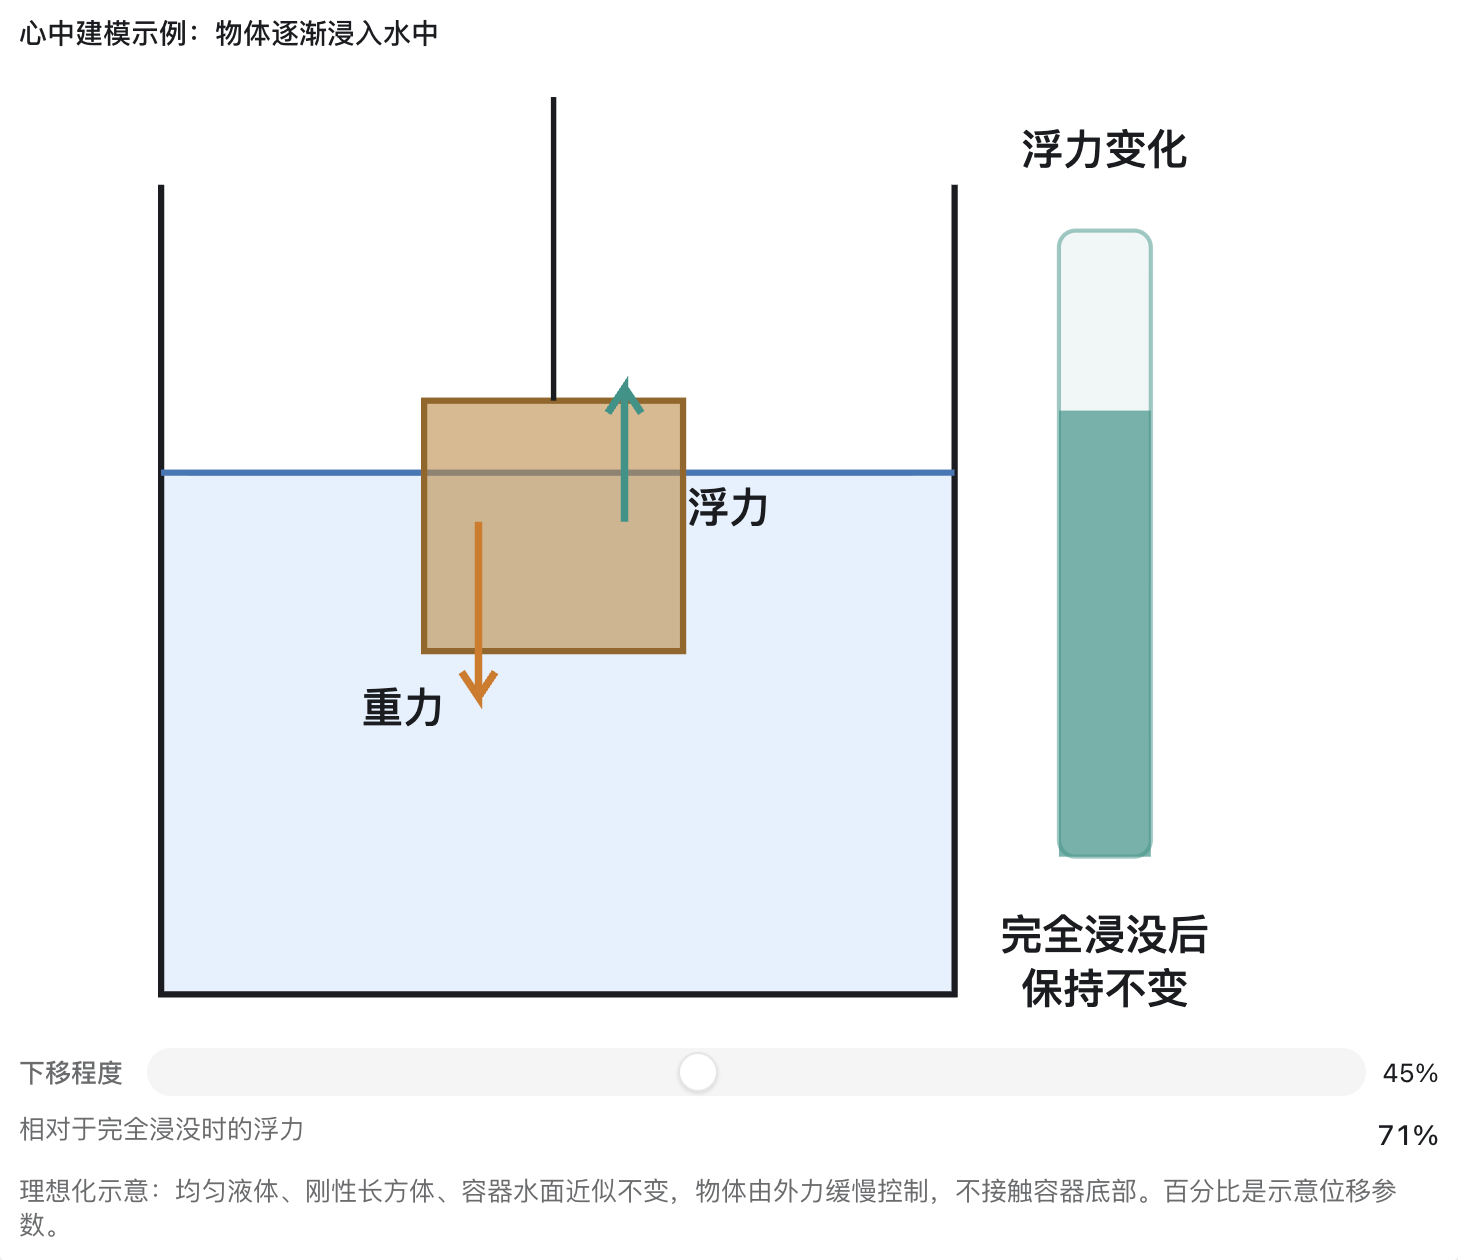 心中建模示例：物体逐渐浸入水中
浮力变化
浮力
重力
完全浸没后
保持不变
下移程度
45%
相对于完全浸没时的浮力
71%
理想化示意：均匀液体、刚性长方体、容器水面近似不变，物体由外力缓慢控制，不接触容器底部。百分比是示意位移参
数。